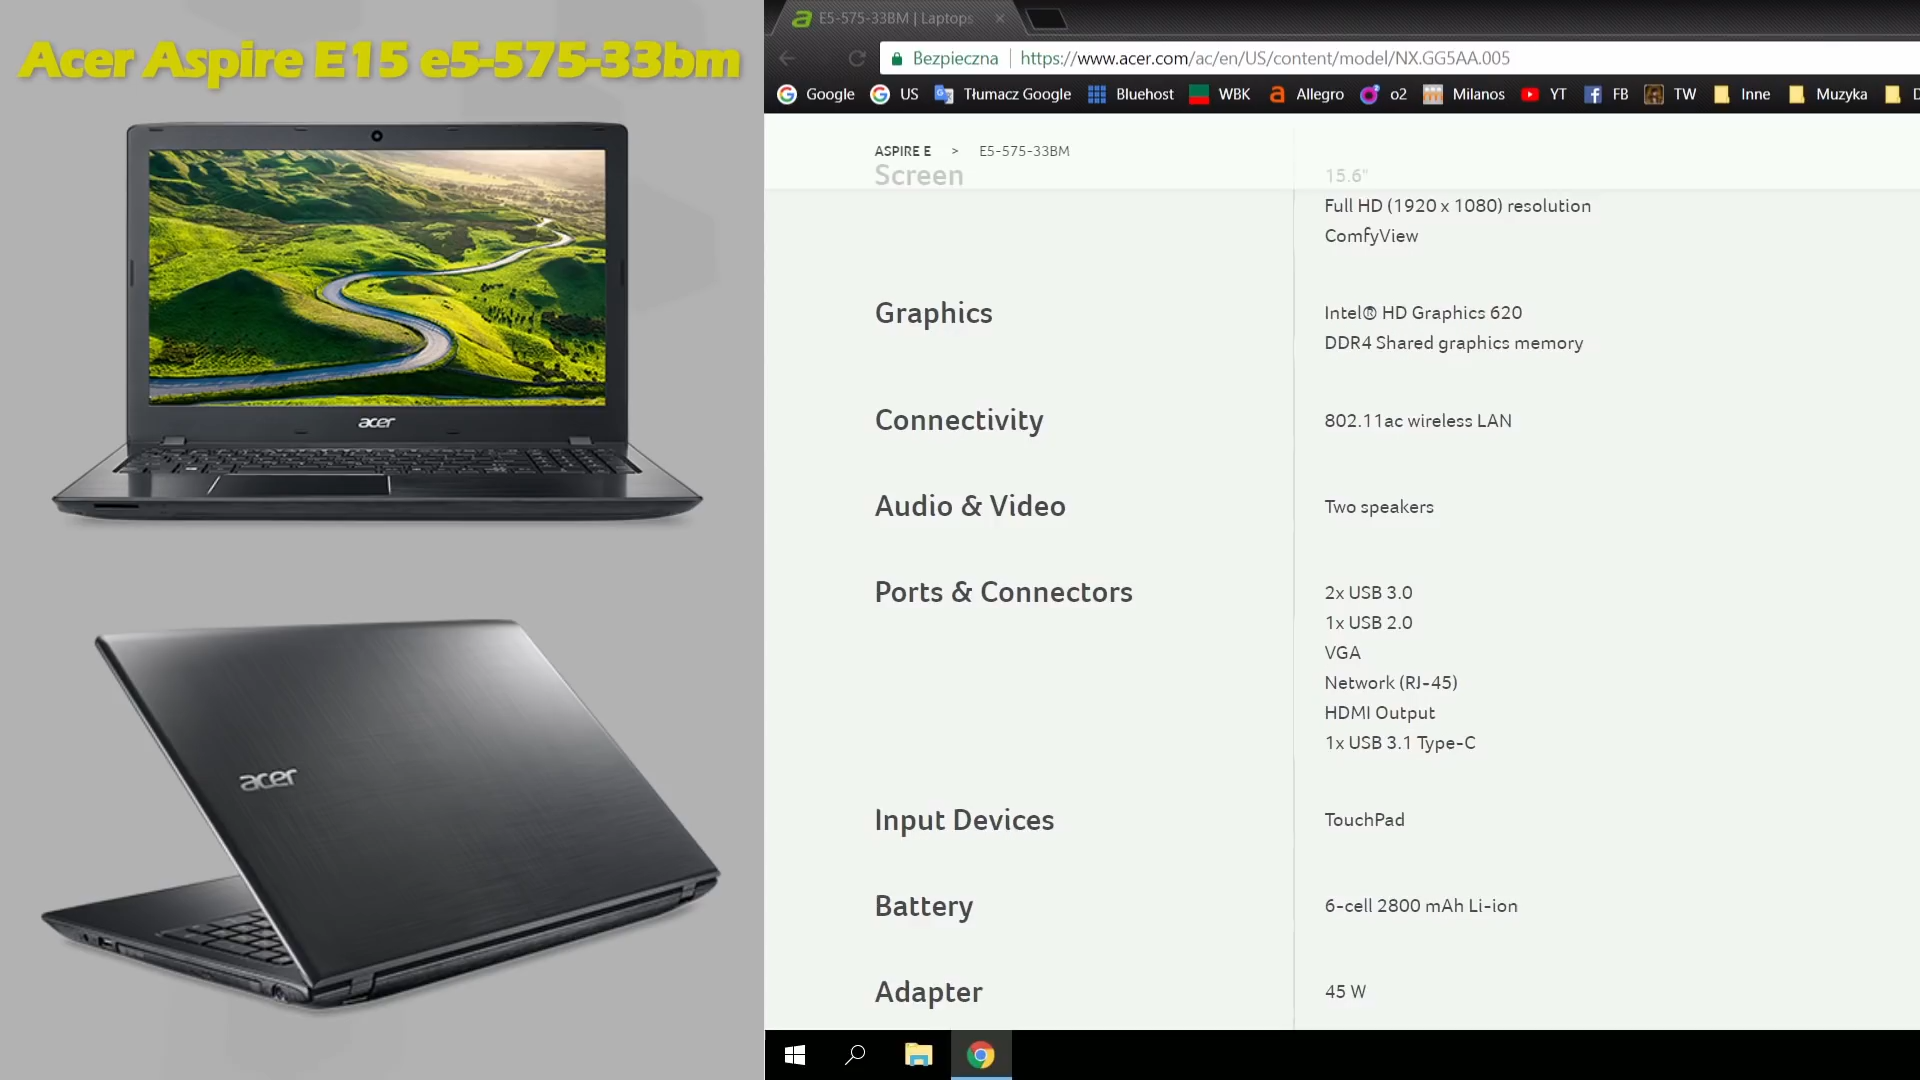 Acer Aspire E15 e5-575-33bm
acer
acer
E5-575-33BM | Laptops
Bezpieczna
https://www.acer.com/ac/en/US/content/model/NX.GG5AA.005
Google US Tłumacz Google Bluehost WBK Allegro o2 Milanos YT FB TW Inne Muzyka
ASPIRE E > E5-575-33BM
Screen 15.6"
Full HD (1920 x 1080) resolution
ComfyView
Graphics Intel® HD Graphics 620
DDR4 Shared graphics memory
Connectivity 802.11ac wireless LAN
Audio & Video Two speakers
Ports & Connectors 2x USB 3.0
1x USB 2.0
VGA
Network (RJ-45)
HDMI Output
1x USB 3.1 Type-C
Input Devices TouchPad
Battery 6-cell 2800 mAh Li-ion
Adapter 45 W